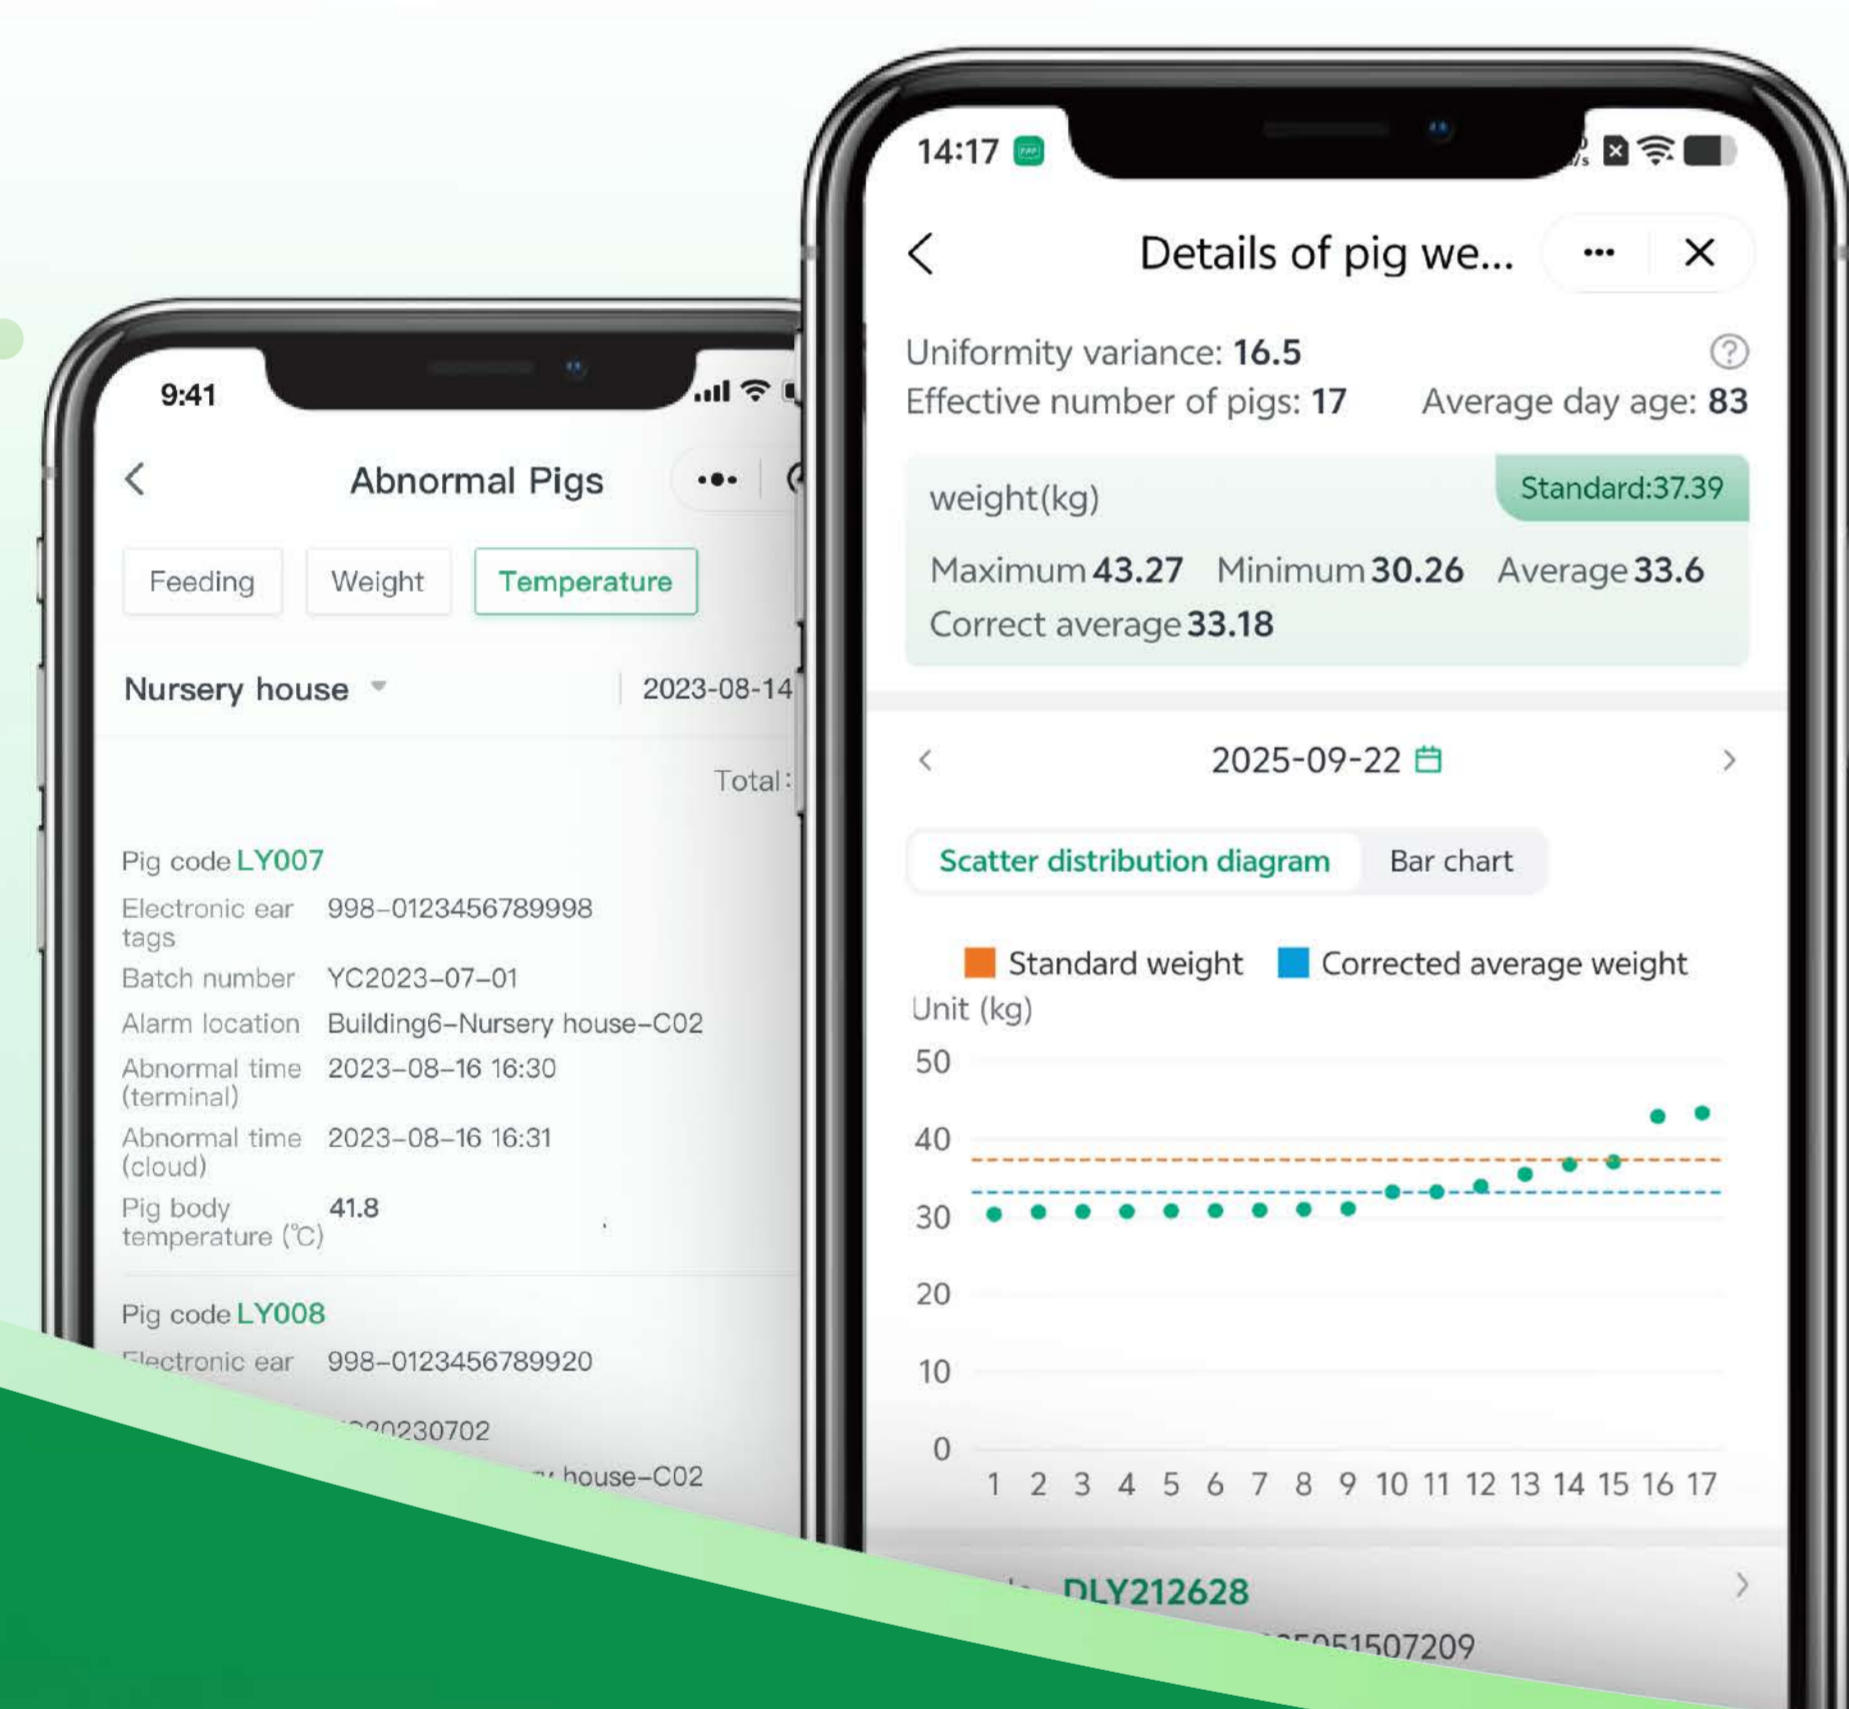 9:41
Abnormal Pigs
Feeding Weight Temperature
Nursery house 2023-08-14
Total:
Pig code LY007
Electronic ear tags 998-0123456789998
Batch number YC2023-07-01
Alarm location Building6-Nursery house-C02
Abnormal time (terminal) 2023-08-16 16:30
Abnormal time (cloud) 2023-08-16 16:31
Pig body temperature (℃) 41.8
Pig code LY008
Electronic ear 998-0123456789920
20230702
house-C02
14:17
Details of pig we...
Uniformity variance: 16.5
Effective number of pigs: 17 Average day age: 83
weight(kg) Standard:37.39
Maximum 43.27 Minimum 30.26 Average 33.6
Correct average 33.18
2025-09-22
Scatter distribution diagram Bar chart
Standard weight Corrected average weight
Unit (kg)
50
40
30
20
10
0
1 2 3 4 5 6 7 8 9 10 11 12 13 14 15 16 17
DLY212628
51507209